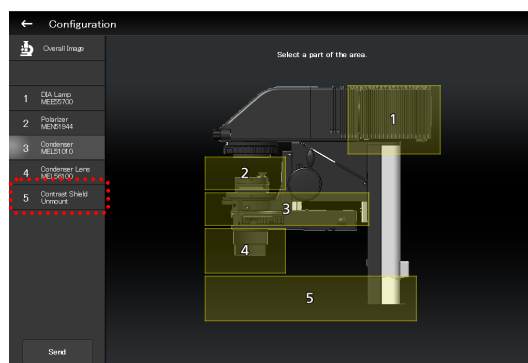 ← Configuration
Overall Image
Select a part of the area.
1 DIA Lamp
MEE55700
2 Polarizer
MEN51944
3 Condenser
MEL51010
4 Condenser Lens
MEL56100
5 Contrast Shield
Unmount
1
2
3
4
5
Send